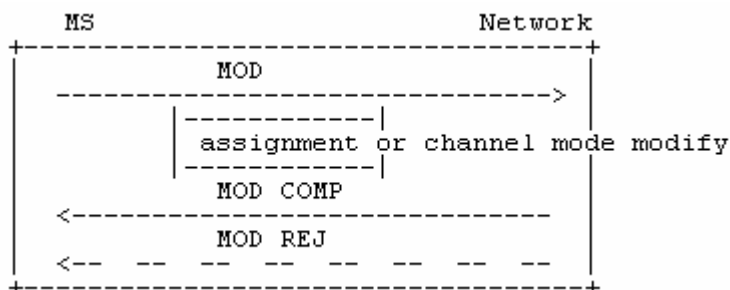 MS Network
MOD
assignment or channel mode modify
MOD COMP
MOD REJ